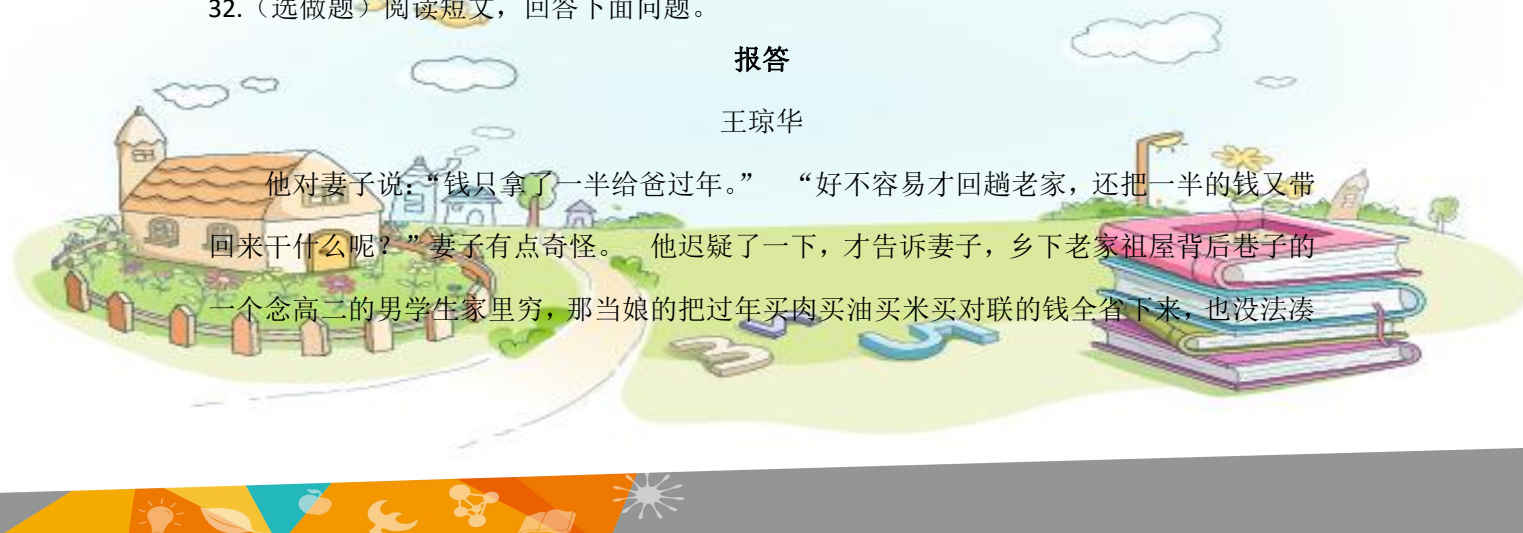 32.（选做题）阅读短文，回答下面问题。
报答
王琼华
他对妻子说：“钱只拿了一半给爸过年。” “好不容易才回趟老家，还把一半的钱又带
回来干什么呢？”妻子有点奇怪。 他迟疑了一下，才告诉妻子，乡下老家祖屋背后巷子的
一个念高二的男学生家里穷，那当娘的把过年买肉买油买米买对联的钱全省下来，也没法凑